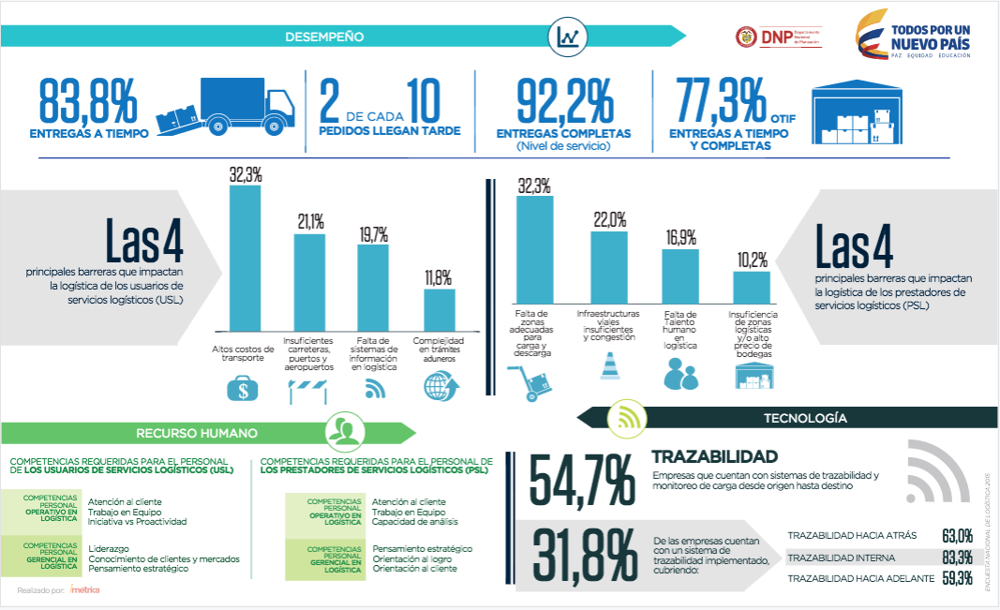 DESEMPEÑO
DNP Departamento
Nacional
de Planeación
TODOS POR UN
NUEVO PAÍS
PAZ EQUIDAD EDUCACIÓN
83,8%
ENTREGAS A TIEMPO
2 DE CADA 10
PEDIDOS LLEGAN TARDE
92,2%
ENTREGAS COMPLETAS
(Nivel de servicio)
77,3% OTIF
ENTREGAS A TIEMPO
Y COMPLETAS
Las 4
principales barreras que impactan
la logística de los usuarios de
servicios logísticos (USL)
32,3%
21,1%
19,7%
11,8%
Altos costos de
transporte
Insuficientes
carreteras,
puertos y
aeropuertos
Falta de
sistemas de
información
en logística
Complejidad
en trámites
aduneros
32,3%
22,0%
16,9%
10,2%
Falta de
zonas
adecuadas
para
carga y
descarga
Infraestructuras
viales
insuficientes
y congestión
Falta de
Talento
humano
en
logística
Insuficiencia
de zonas
logísticas
y/o alto
precio de
bodegas
Las 4
principales barreras que impactan
la logística de los prestadores de
servicios logísticos (PSL)
RECURSO HUMANO
COMPETENCIAS REQUERIDAS PARA EL PERSONAL
DE LOS USUARIOS DE SERVICIOS LOGÍSTICOS (USL)
COMPETENCIAS
PERSONAL
OPERATIVO EN
LOGÍSTICA
Atención al cliente
Trabajo en Equipo
Iniciativa vs Proactividad
COMPETENCIAS
PERSONAL
GERENCIAL EN
LOGÍSTICA
Liderazgo
Conocimiento de clientes y mercados
Pensamiento estratégico
COMPETENCIAS REQUERIDAS PARA EL PERSONAL DE
LOS PRESTADORES DE SERVICIOS LOGÍSTICOS (PSL)
COMPETENCIAS
PERSONAL
OPERATIVO EN
LOGÍSTICA
Atención al cliente
Trabajo en Equipo
Capacidad de análisis
COMPETENCIAS
PERSONAL
GERENCIAL EN
LOGÍSTICA
Pensamiento estratégico
Orientación al logro
Orientación al cliente
Realizado por: imétrica
TECNOLOGÍA
54,7%
TRAZABILIDAD
Empresas que cuentan con sistemas de trazabilidad y
monitoreo de carga desde origen hasta destino
31,8%
De las empresas cuentan
con un sistema de
trazabilidad implementado,
cubriendo:
TRAZABILIDAD HACIA ATRÁS 63,0%
TRAZABILIDAD INTERNA 83,3%
TRAZABILIDAD HACIA ADELANTE 59,3%
ENCUESTA NACIONAL DE LOGÍSTICA 2015